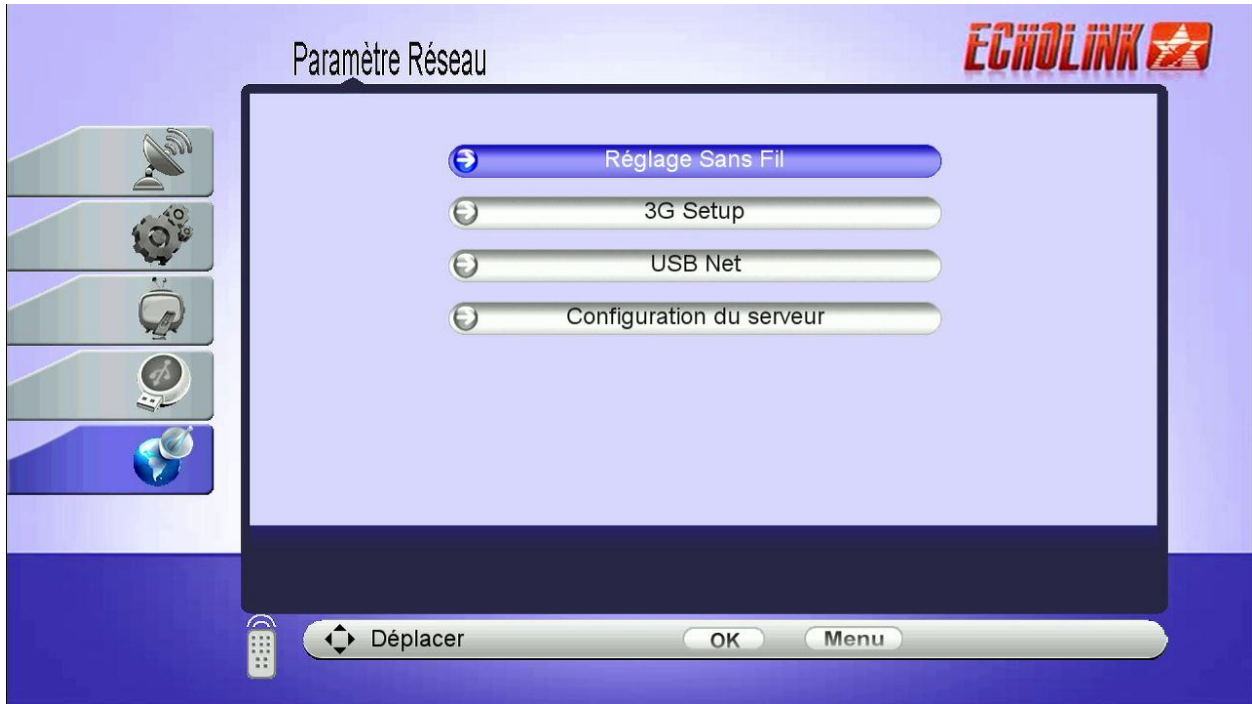 Paramètre Réseau
ECHOLINK
Réglage Sans Fil
3G Setup
USB Net
Configuration du serveur
Déplacer
OK
Menu